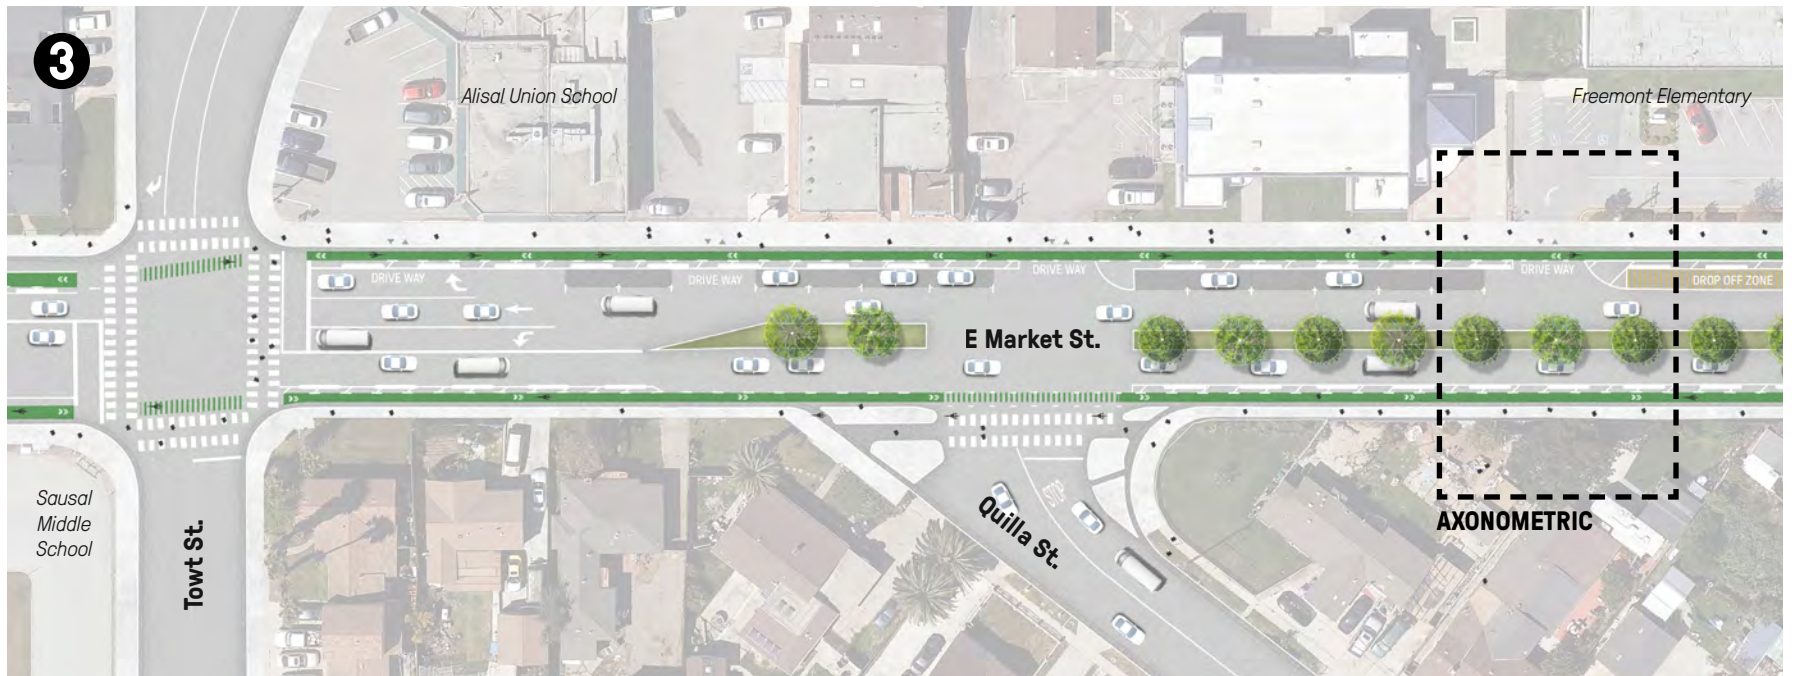 3
Alisal Union School
Freemont Elementary
DRIVE WAY
DRIVE WAY
DRIVE WAY
DRIVE WAY
DROP OFF ZONE
E Market St.
Sausal
Middle
School
Towt St.
Quilla St.
AXONOMETRIC